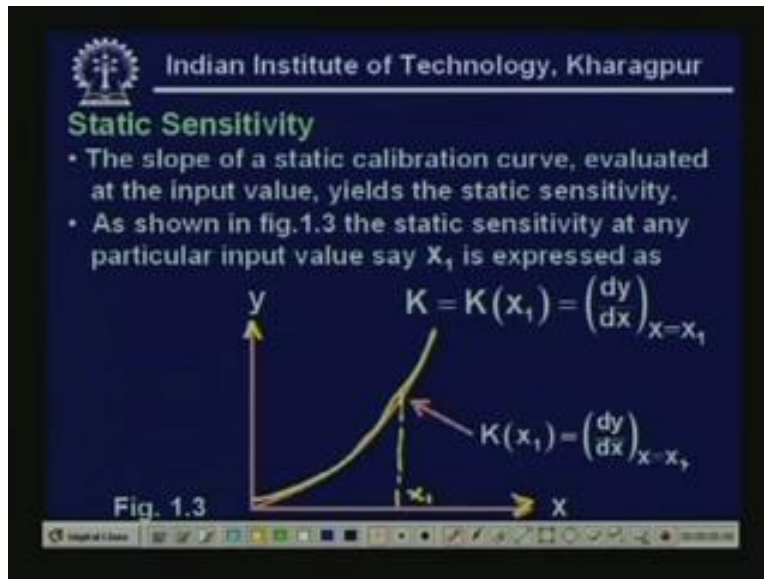 Indian Institute of Technology, Kharagpur
Static Sensitivity
• The slope of a static calibration curve, evaluated
at the input value, yields the static sensitivity.
• As shown in fig.1.3 the static sensitivity at any
particular input value say X₁ is expressed as
K = K(x₁) = (dy/dx)ₓ₌ₓ₁
y
K(x₁) = (dy/dx)ₓ₌ₓ₁
x₁
Fig. 1.3
X